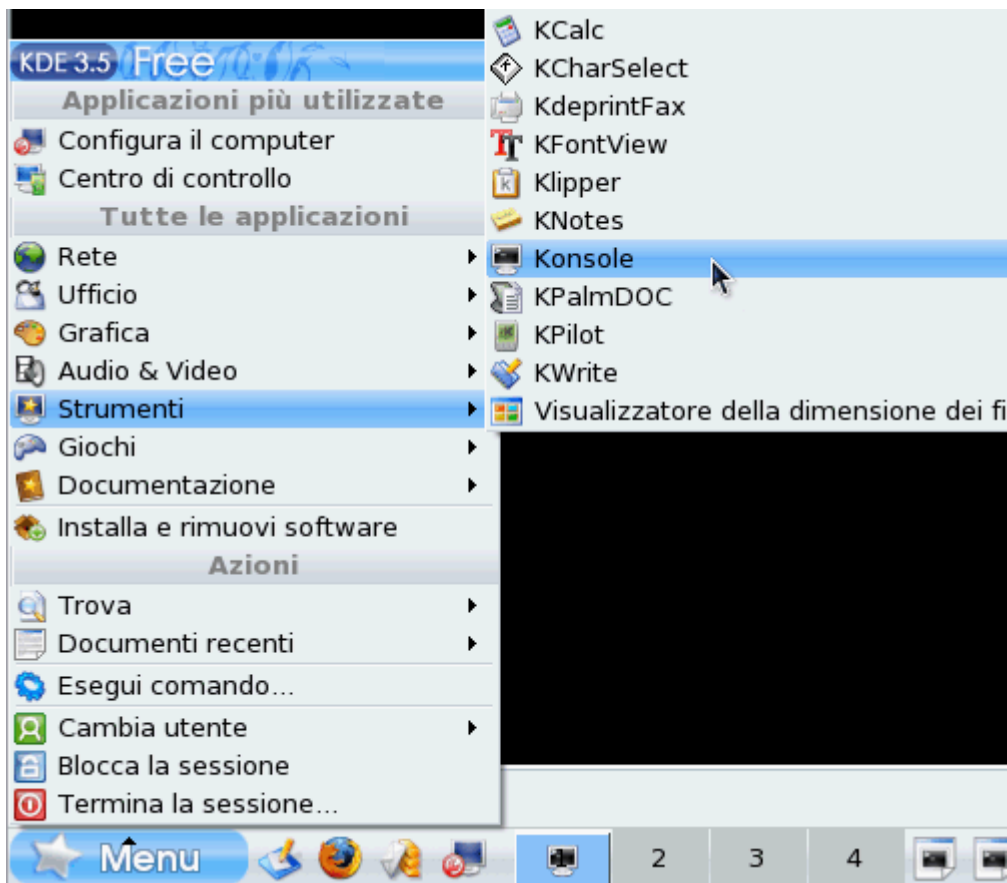 KDE 3.5 Free
Applicazioni più utilizzate
Configura il computer
Centro di controllo
Tutte le applicazioni
Rete
Ufficio
Grafica
Audio & Video
Strumenti
Giochi
Documentazione
Installa e rimuovi software
Azioni
Trova
Documenti recenti
Esegui comando...
Cambia utente
Blocca la sessione
Termina la sessione...
KCalc
KCharSelect
KdeprintFax
KFontView
Klipper
KNotes
Konsole
KPalmDOC
KPilot
KWrite
Visualizzatore della dimensione dei fi
Menu 1 2 3 4